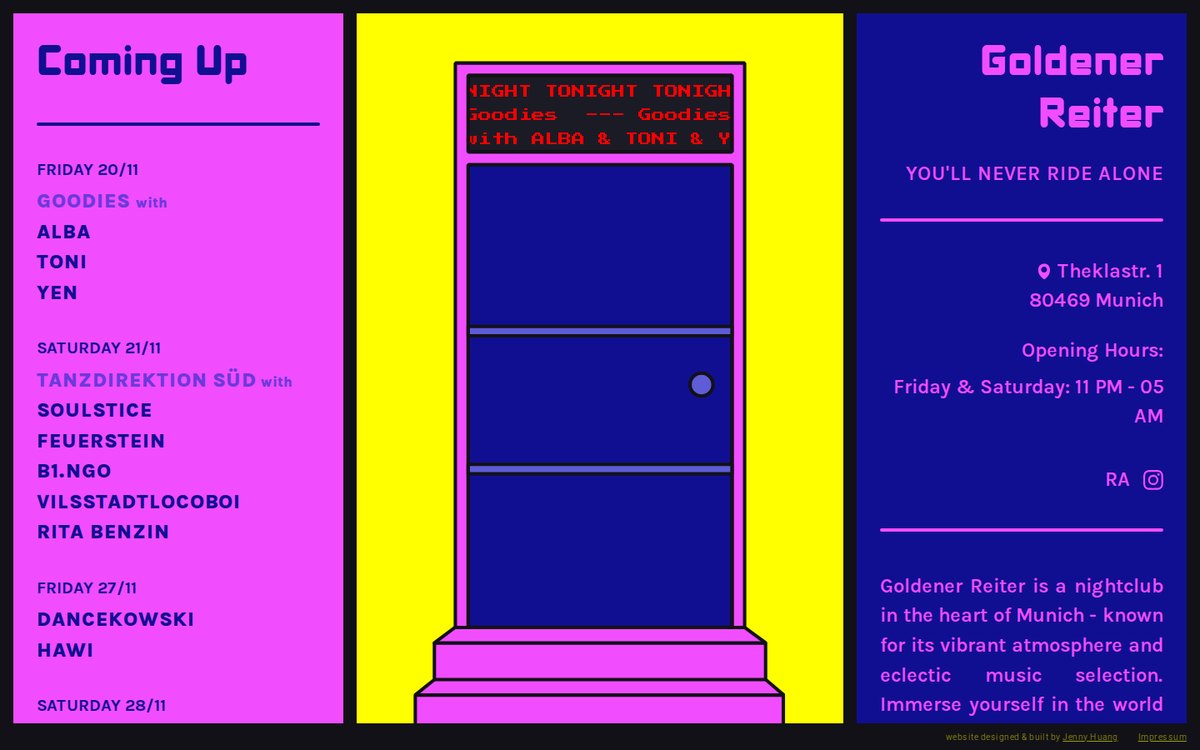 Coming Up
FRIDAY 20/11
GOODIES with
ALBA
TONI
YEN
SATURDAY 21/11
TANZDIREKTION SÜD with
SOULSTICE
FEUERSTEIN
B1.NGO
VILSSTADTLOCOBOI
RITA BENZIN
FRIDAY 27/11
DANCEKOWSKI
HAWI
SATURDAY 28/11
NIGHT TONIGHT TONIGH
Goodies --- Goodies
with ALBA & TONI & Y
Goldener
Reiter
YOU'LL NEVER RIDE ALONE
Theklastr. 1
80469 Munich
Opening Hours:
Friday & Saturday: 11 PM - 05
AM
RA
Goldener Reiter is a nightclub
in the heart of Munich - known
for its vibrant atmosphere and
eclectic music selection.
Immerse yourself in the world
website designed & built by Jenny Huang
Impressum